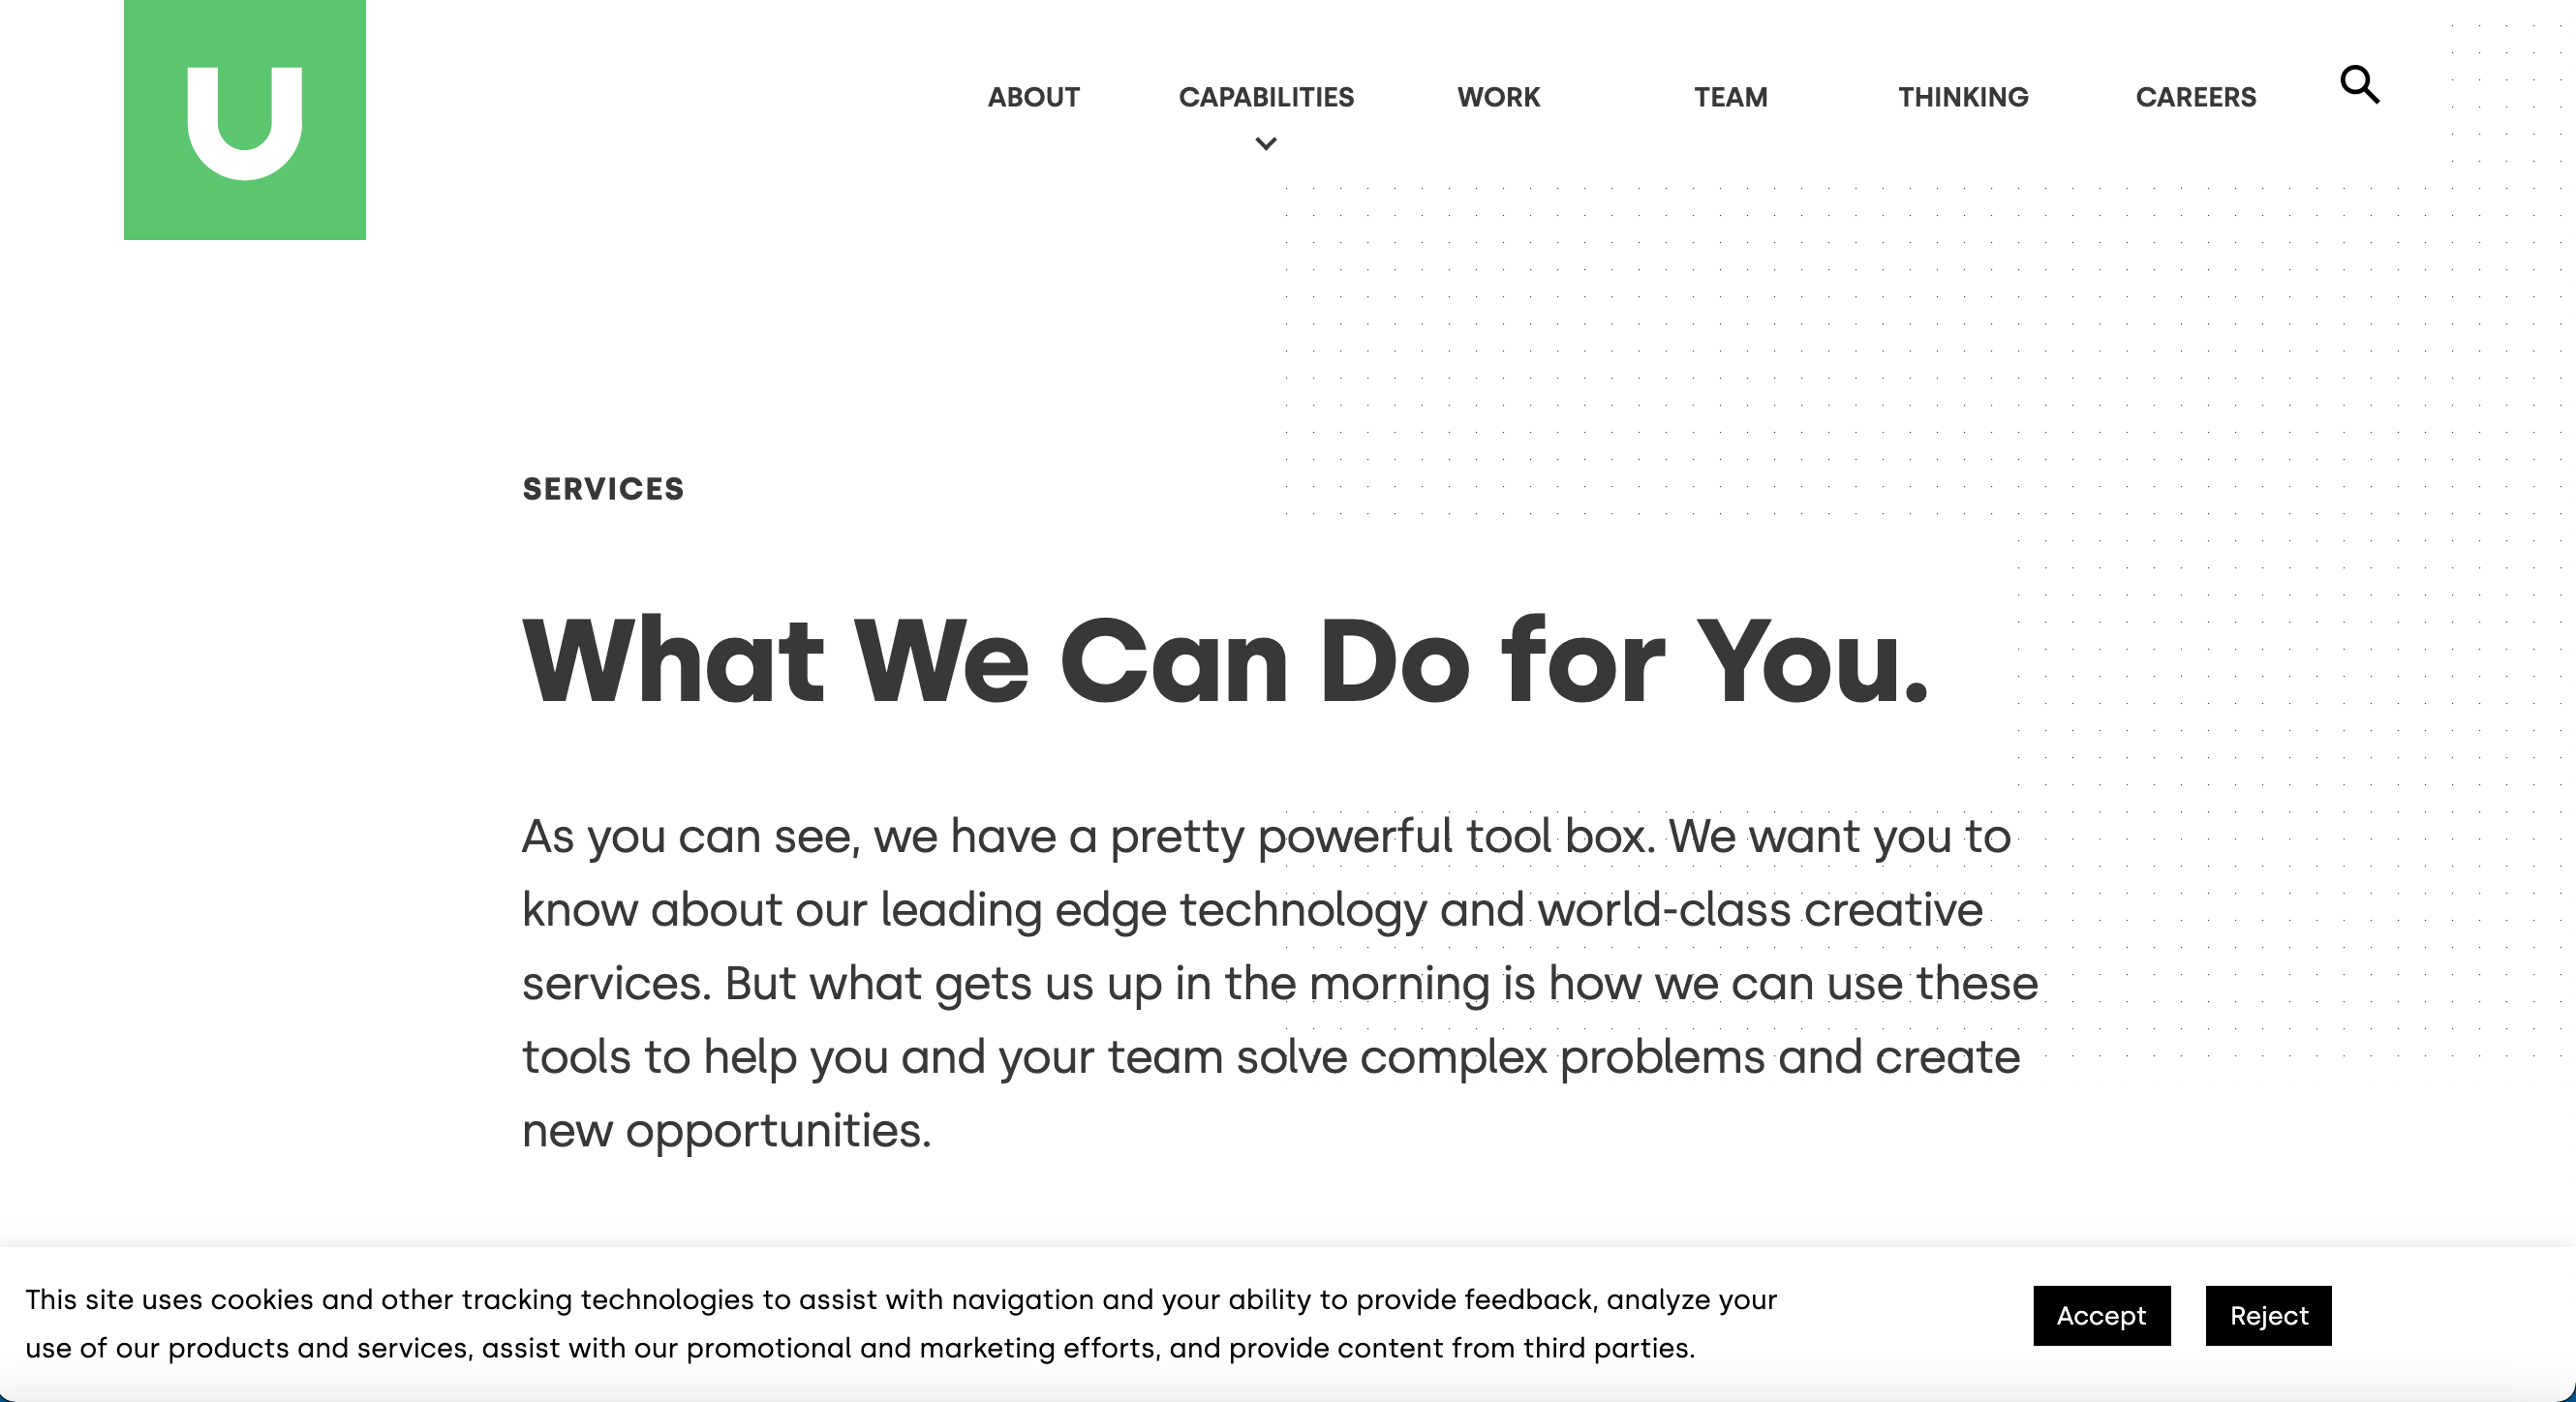 U
ABOUT CAPABILITIES WORK TEAM THINKING CAREERS
SERVICES
What We Can Do for You.
As you can see, we have a pretty powerful tool box. We want you to
know about our leading edge technology and world-class creative
services. But what gets us up in the morning is how we can use these
tools to help you and your team solve complex problems and create
new opportunities.
This site uses cookies and other tracking technologies to assist with navigation and your ability to provide feedback, analyze your
use of our products and services, assist with our promotional and marketing efforts, and provide content from third parties.
Accept Reject